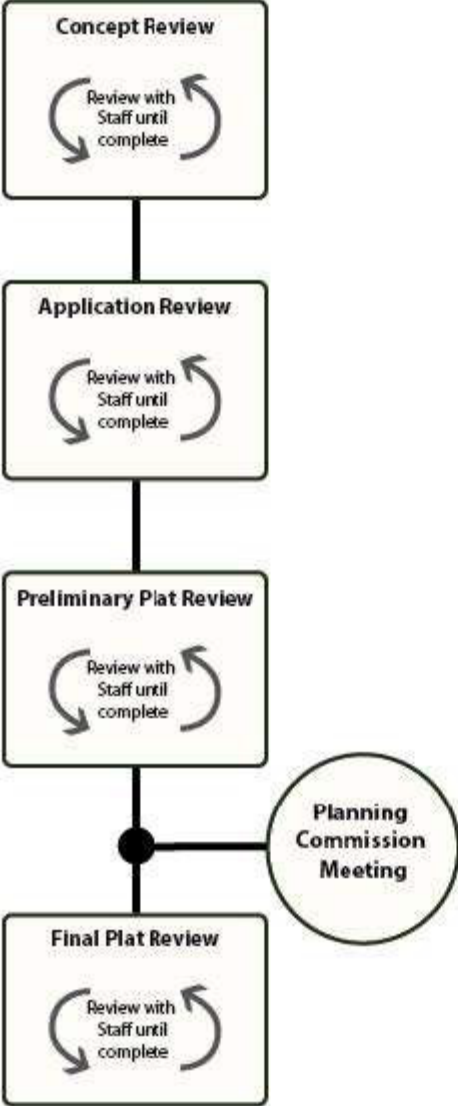 Concept Review
Review with
Staff until
complete
Application Review
Review with
Staff until
complete
Preliminary Plat Review
Review with
Staff until
complete
Planning
Commission
Meeting
Final Plat Review
Review with
Staff until
complete